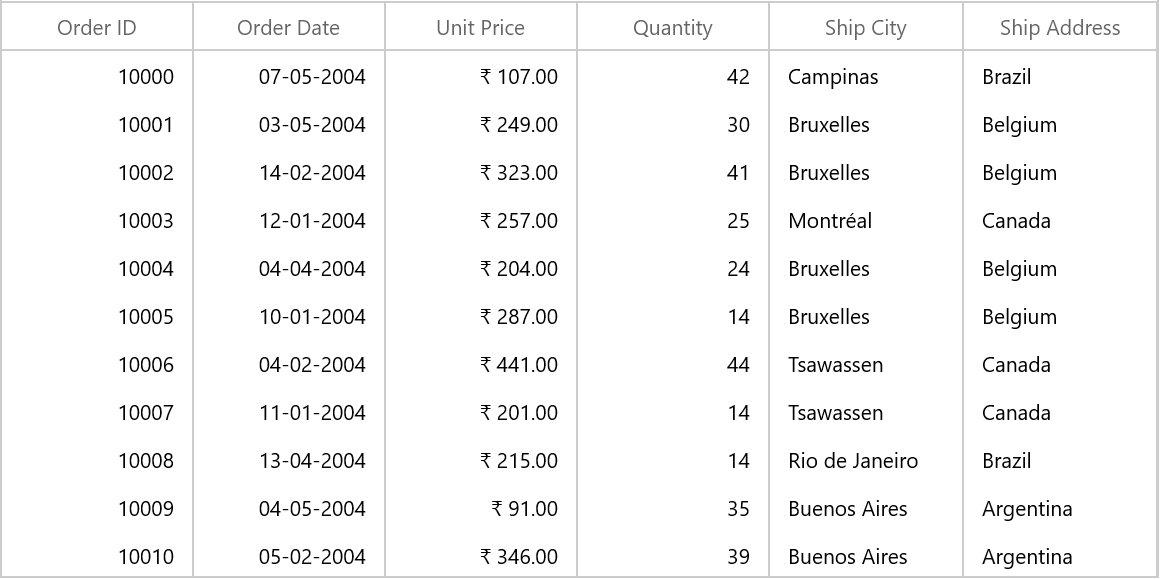 Order ID Order Date Unit Price Quantity Ship City Ship Address
10000 07-05-2004 ₹ 107.00 42 Campinas Brazil
10001 03-05-2004 ₹ 249.00 30 Bruxelles Belgium
10002 14-02-2004 ₹ 323.00 41 Bruxelles Belgium
10003 12-01-2004 ₹ 257.00 25 Montréal Canada
10004 04-04-2004 ₹ 204.00 24 Bruxelles Belgium
10005 10-01-2004 ₹ 287.00 14 Bruxelles Belgium
10006 04-02-2004 ₹ 441.00 44 Tsawassen Canada
10007 11-01-2004 ₹ 201.00 14 Tsawassen Canada
10008 13-04-2004 ₹ 215.00 14 Rio de Janeiro Brazil
10009 04-05-2004 ₹ 91.00 35 Buenos Aires Argentina
10010 05-02-2004 ₹ 346.00 39 Buenos Aires Argentina